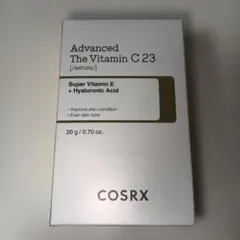 Advanced
The Vitamin C 23
[/serum/]
Super Vitamin E
+ Hyaluronic Acid
• Improve skin condition
• Even skin tone
20 g / 0.70 oz.
COSRX